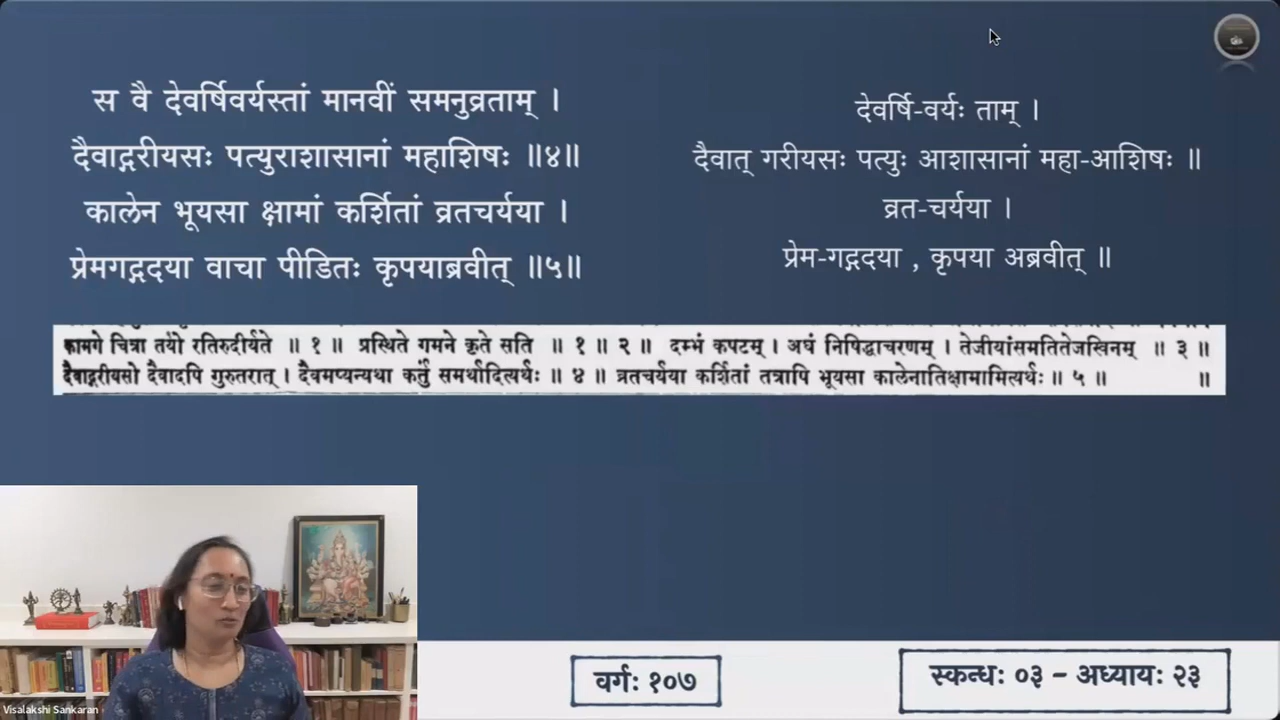 स वै देवर्षिवर्यस्तां मानवीं समनुव्रताम् ।
दैवाद्गरीयसः पत्युराशासानां महाशिषः ॥४॥
कालेन भूयसा क्षामां कर्शितां व्रतचर्यया ।
प्रेमगद्गदया वाचा पीडितः कृपयाब्रवीत् ॥५॥
देवर्षि-वर्यः ताम् ।
दैवात् गरीयसः पत्युः आशासानां महा-आशिषः ॥
व्रत-चर्यया ।
प्रेम-गद्गदया , कृपया अब्रवीत् ॥
कामगे चित्रा तयो रतिरुदीर्यते ॥ १ ॥ प्रस्थिते गमने कृते सति ॥ १ ॥ २ ॥ दम्भं कपटम् । अघं निषिद्धाचरणम् । तेजीयांसमतितेजस्विनम् ॥ ३ ॥
दैवाद्गरीयसो दैवादपि गुरुतरात् । दैवमप्यन्यथा कर्तुं समर्थादित्यर्थः ॥ ४ ॥ व्रतचर्यया कर्शितां तत्रापि भूयसा कालेनातिक्षामामित्यर्थः ॥ ५ ॥ ॥
Visalakshi Sankaran
वर्गः १०७
स्कन्धः ०३ – अध्यायः २३